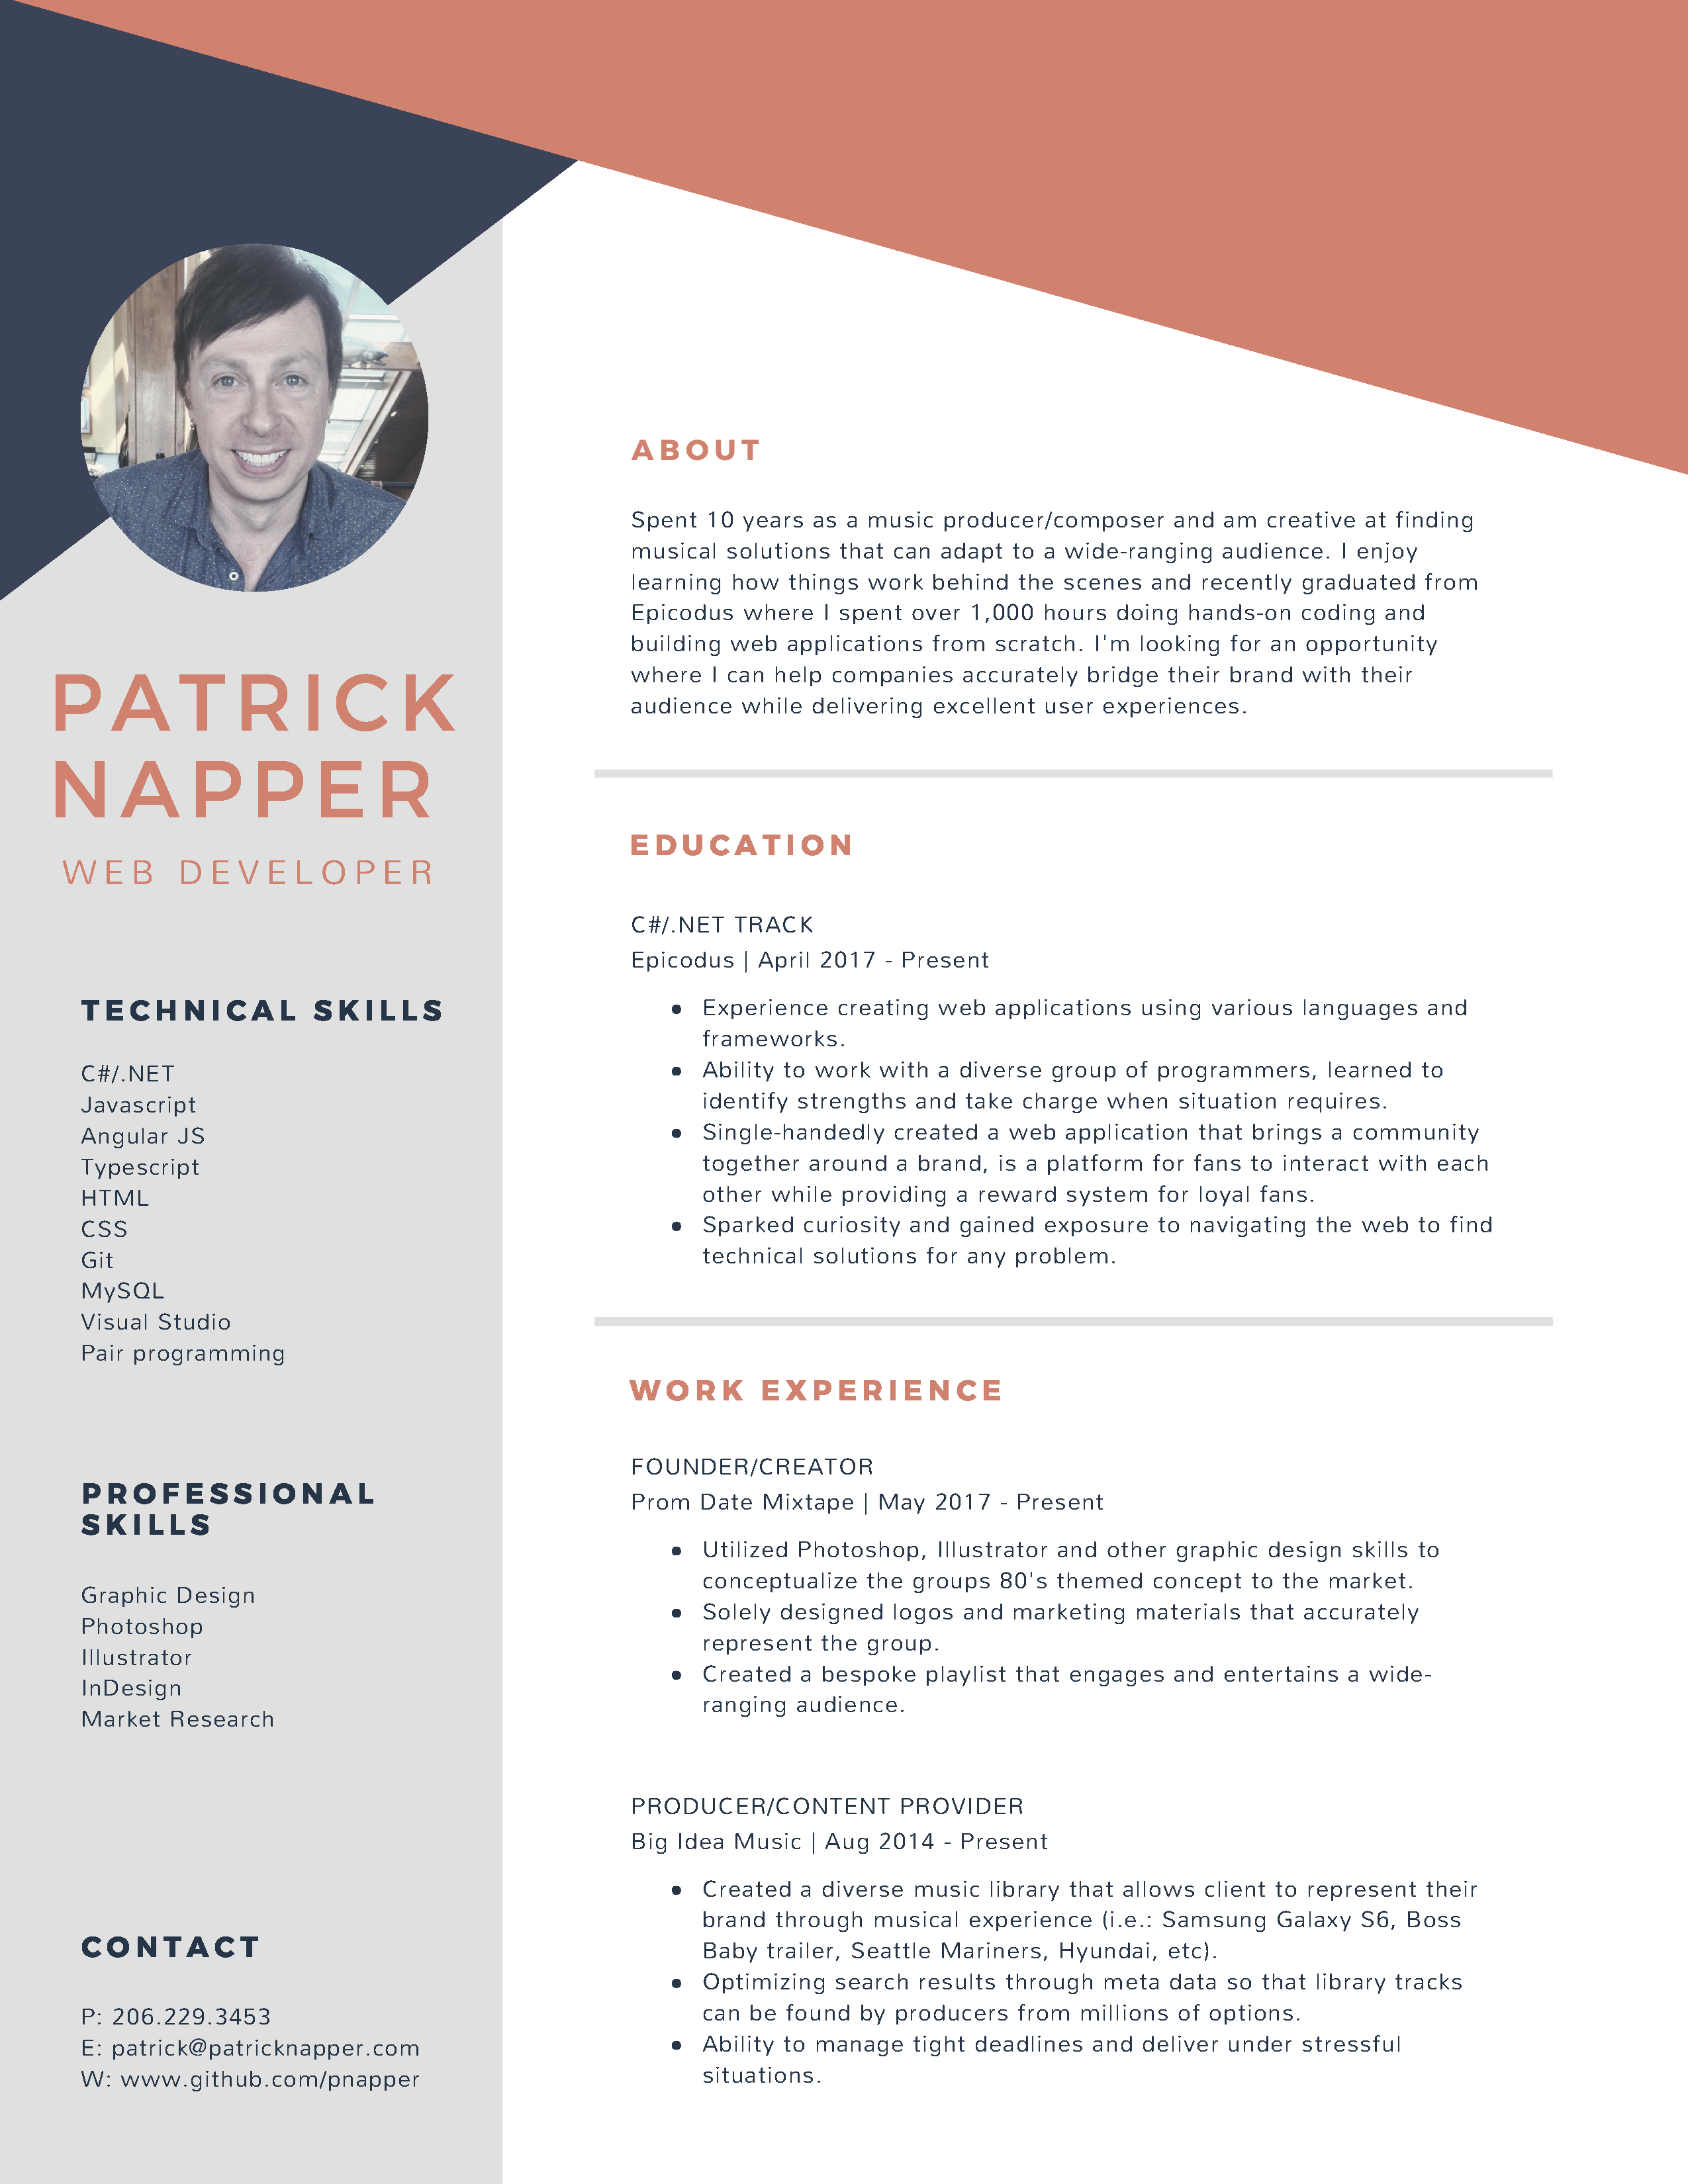 PATRICK
NAPPER
WEB DEVELOPER
TECHNICAL SKILLS
C#/.NET
Javascript
Angular JS
Typescript
HTML
CSS
Git
MySQL
Visual Studio
Pair programming
PROFESSIONAL
SKILLS
Graphic Design
Photoshop
Illustrator
InDesign
Market Research
CONTACT
P: 206.229.3453
E: patrick@patricknapper.com
W: www.github.com/pnapper
ABOUT
Spent 10 years as a music producer/composer and am creative at finding
musical solutions that can adapt to a wide-ranging audience. I enjoy
learning how things work behind the scenes and recently graduated from
Epicodus where I spent over 1,000 hours doing hands-on coding and
building web applications from scratch. I'm looking for an opportunity
where I can help companies accurately bridge their brand with their
audience while delivering excellent user experiences.
EDUCATION
C#/.NET TRACK
Epicodus | April 2017 - Present
• Experience creating web applications using various languages and
frameworks.
• Ability to work with a diverse group of programmers, learned to
identify strengths and take charge when situation requires.
• Single-handedly created a web application that brings a community
together around a brand, is a platform for fans to interact with each
other while providing a reward system for loyal fans.
• Sparked curiosity and gained exposure to navigating the web to find
technical solutions for any problem.
WORK EXPERIENCE
FOUNDER/CREATOR
Prom Date Mixtape | May 2017 - Present
• Utilized Photoshop, Illustrator and other graphic design skills to
conceptualize the groups 80's themed concept to the market.
• Solely designed logos and marketing materials that accurately
represent the group.
• Created a bespoke playlist that engages and entertains a wide-
ranging audience.
PRODUCER/CONTENT PROVIDER
Big Idea Music | Aug 2014 - Present
• Created a diverse music library that allows client to represent their
brand through musical experience (i.e.: Samsung Galaxy S6, Boss
Baby trailer, Seattle Mariners, Hyundai, etc).
• Optimizing search results through meta data so that library tracks
can be found by producers from millions of options.
• Ability to manage tight deadlines and deliver under stressful
situations.